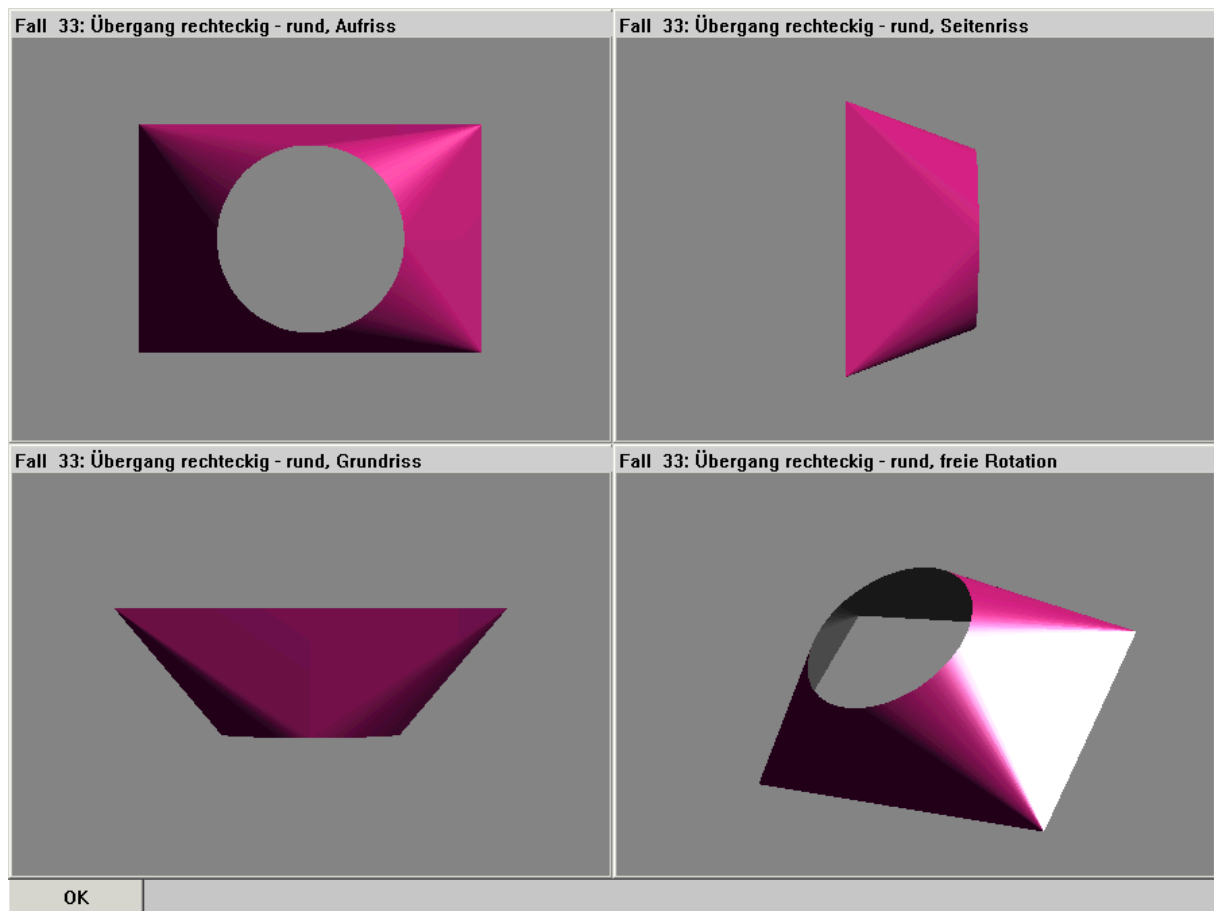 Fall 33: Übergang rechteckig - rund, Aufriss
Fall 33: Übergang rechteckig - rund, Seitenriss
Fall 33: Übergang rechteckig - rund, Grundriss
Fall 33: Übergang rechteckig - rund, freie Rotation
OK